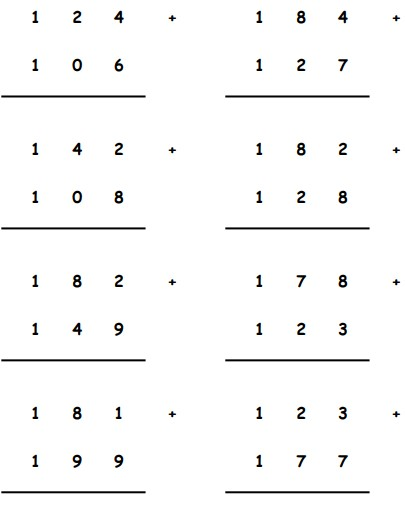 1 2 4 + 1 8 4 +
1 0 6 1 2 7
1 4 2 + 1 8 2 +
1 0 8 1 2 8
1 8 2 + 1 7 8 +
1 4 9 1 2 3
1 8 1 + 1 2 3 +
1 9 9 1 7 7